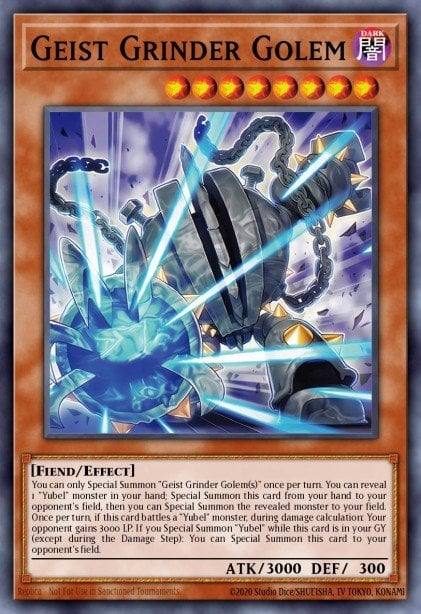 Geist Grinder Golem
DARK
闇
[Fiend/Effect]
You can only Special Summon "Geist Grinder Golem(s)" once per turn. You can reveal
1 "Yubel" monster in your hand; Special Summon this card from your hand to your
opponent's field, then you can Special Summon the revealed monster to your field.
Once per turn, if this card battles a "Yubel" monster, during damage calculation: Your
opponent gains 3000 LP. If you Special Summon "Yubel" while this card is in your GY
(except during the Damage Step): You can Special Summon this card to your
opponent's field.
ATK/3000 DEF/ 300
Replica - Not For Use in Sanctioned Tournaments
©2020 Studio Dice/SHUEISHA, TV TOKYO, KONAMI